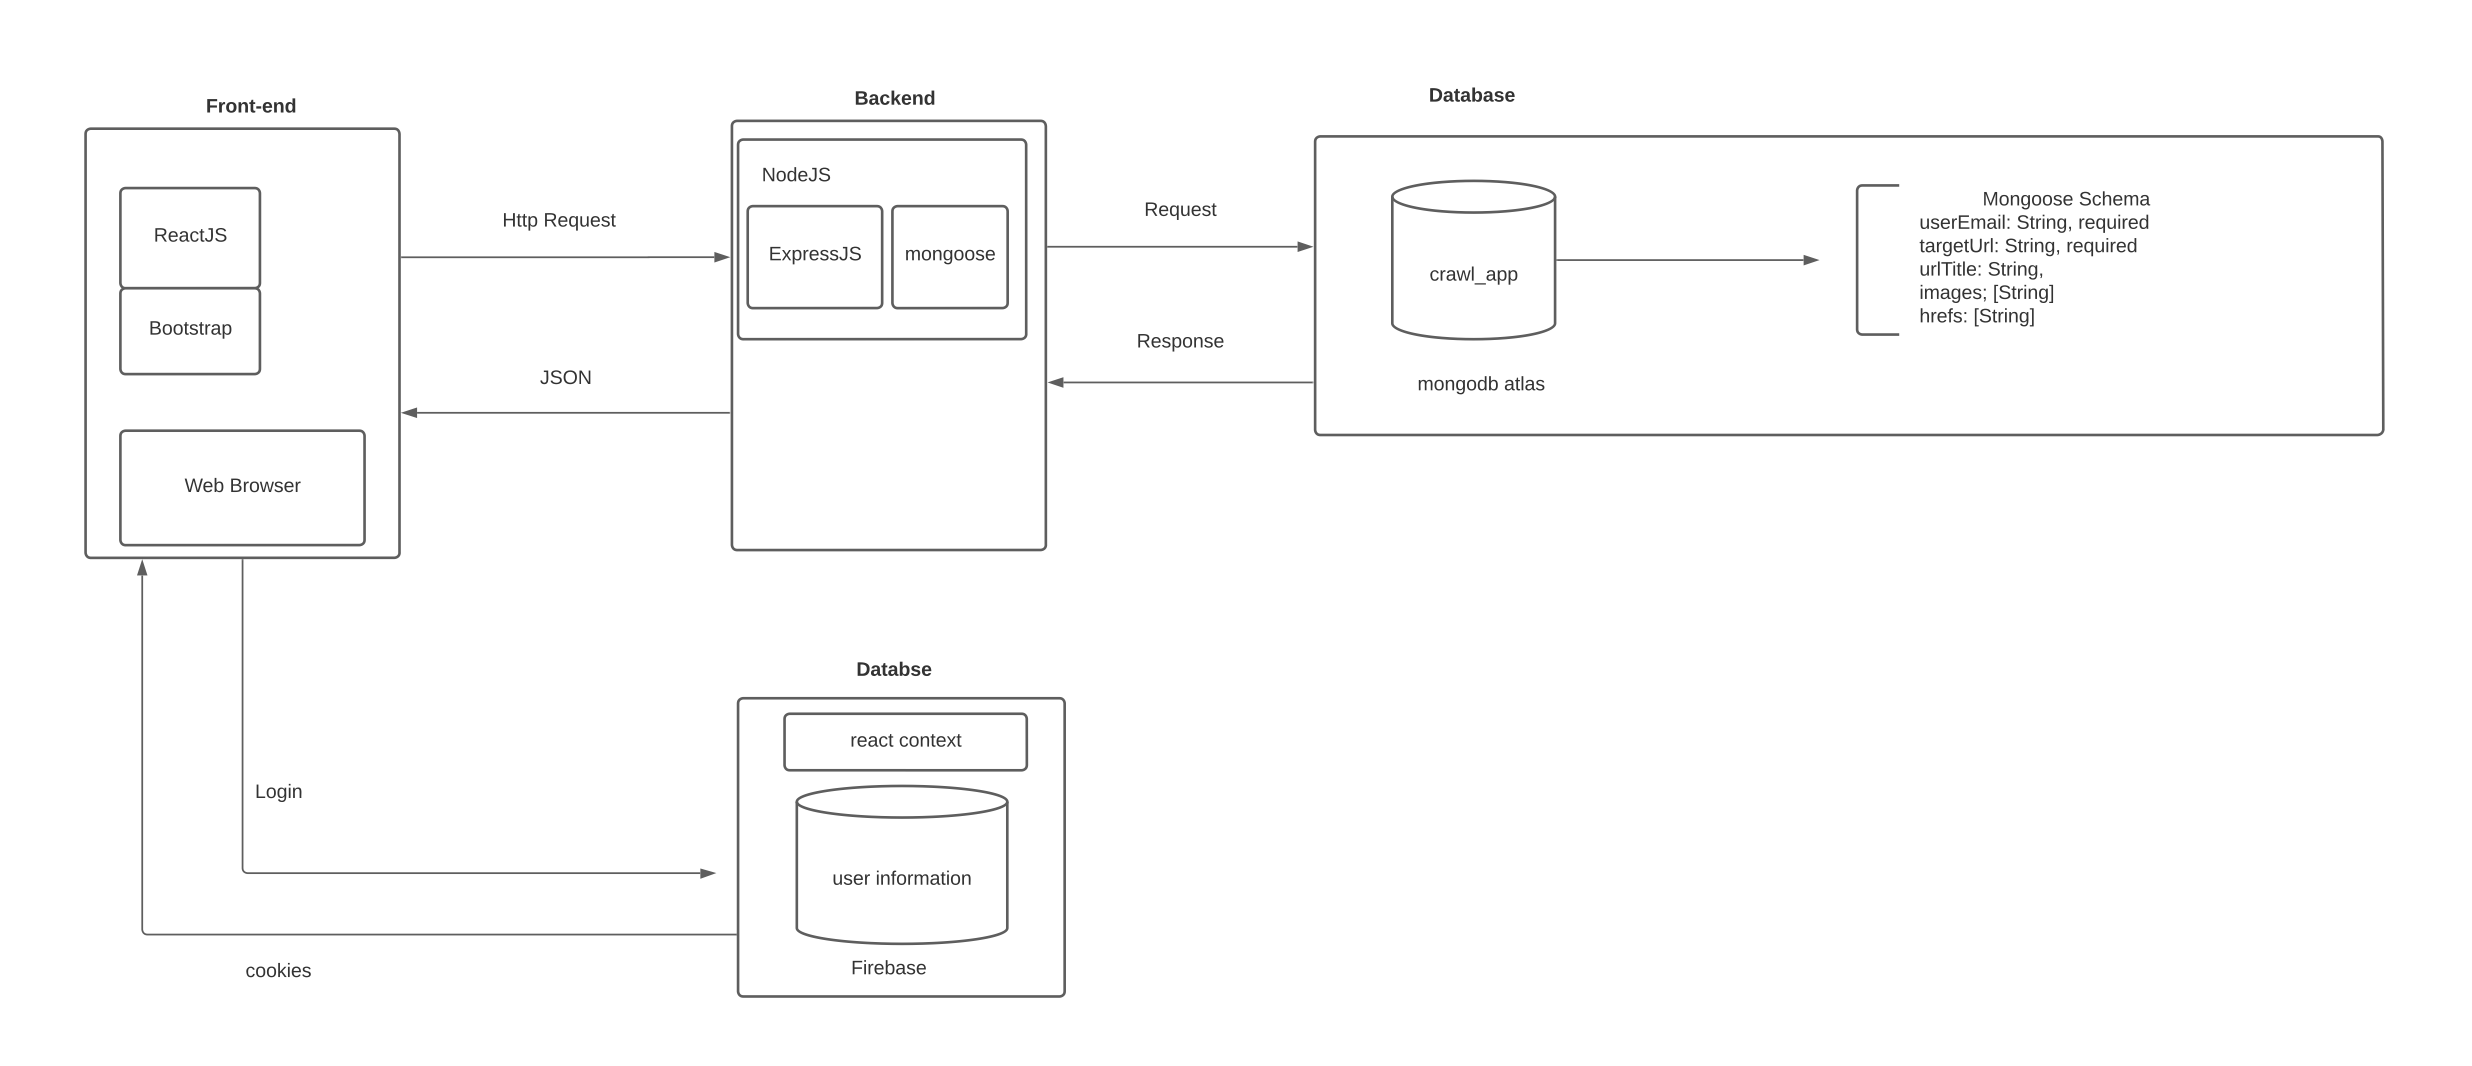 Front-end
ReactJS
Bootstrap
Web Browser
Http Request
JSON
Backend
NodeJS
ExpressJS
mongoose
Request
Response
Database
crawl_app
mongodb atlas
Mongoose Schema
userEmail: String, required
targetUrl: String, required
urlTitle: String,
images; [String]
hrefs: [String]
Login
cookies
Databse
react context
user information
Firebase